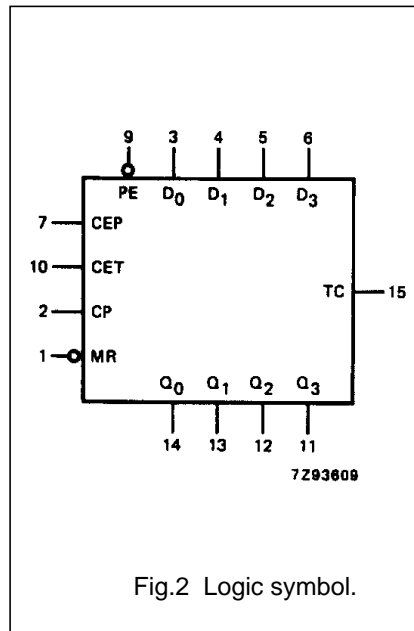 9 3 4 5 6
PE D0 D1 D2 D3
7 CEP
10 CET
TC 15
2 CP
1 MR
Q0 Q1 Q2 Q3
14 13 12 11
7Z93609
Fig.2 Logic symbol.